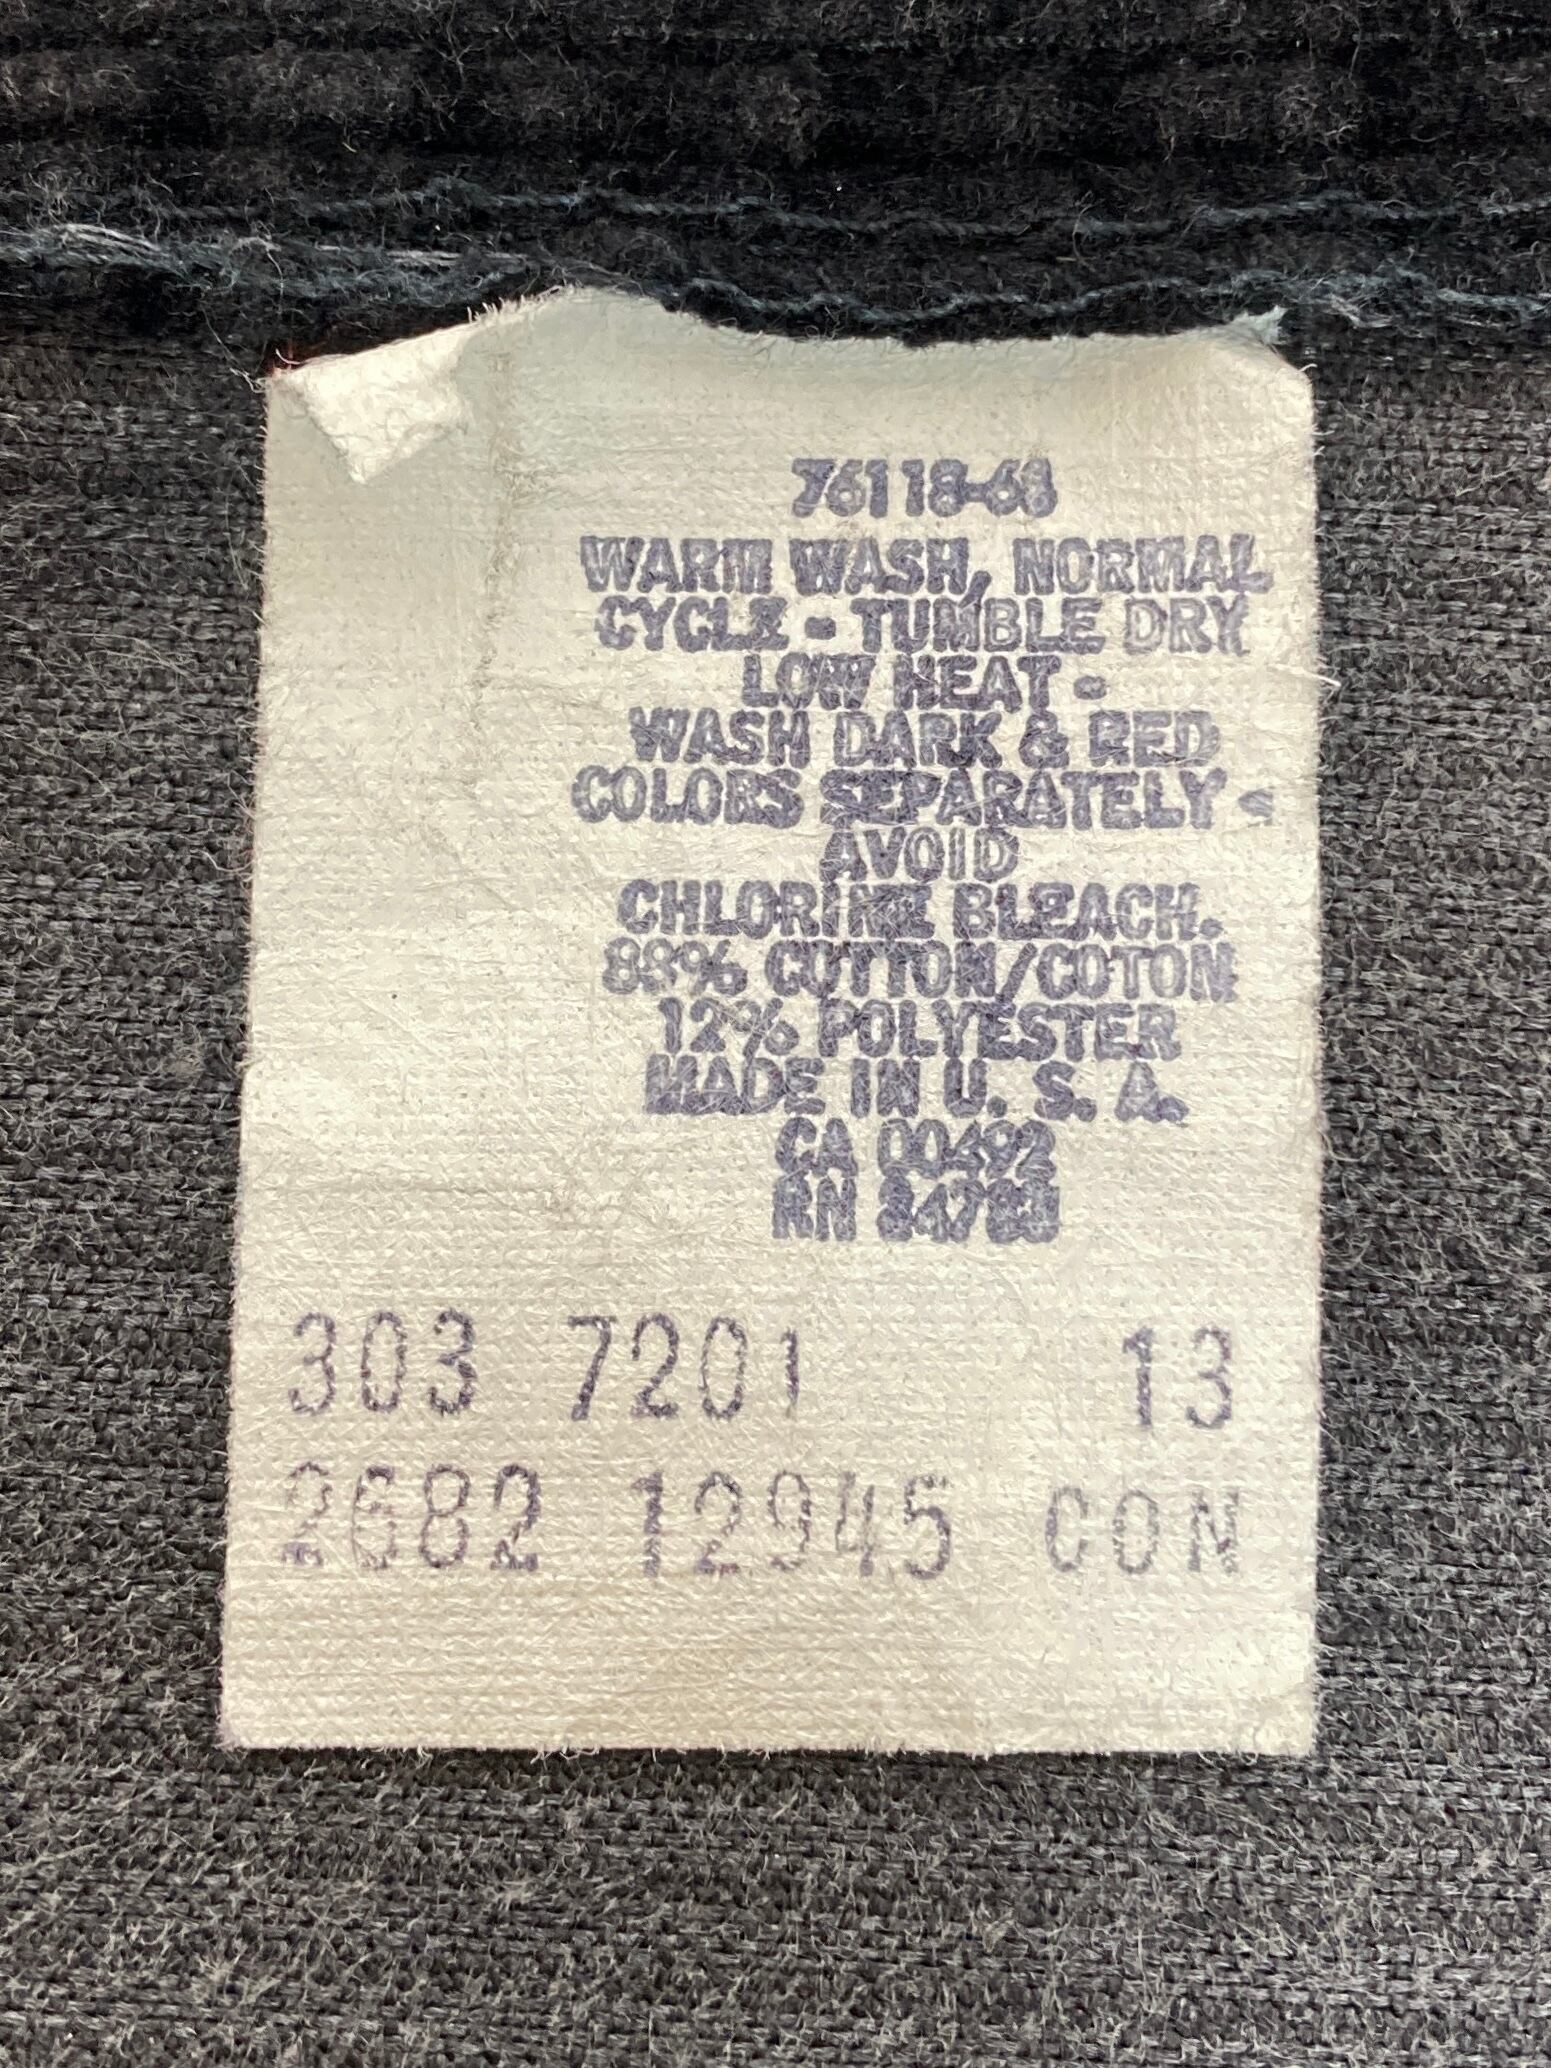 76118-68
WARM WASH, NORMAL
CYCLE - TUMBLE DRY
LOW HEAT -
WASH DARK & RED
COLORS SEPARATELY -
AVOID
CHLORINE BLEACH.
88% COTTON/COTON
12% POLYESTER
MADE IN U. S. A.
CA 00492
RN
303 7201 13
2682 12945 CON